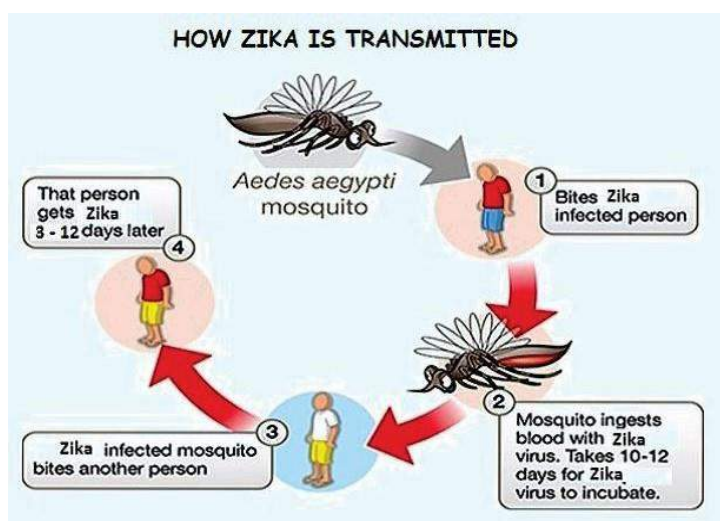 HOW ZIKA IS TRANSMITTED
Aedes aegypti
mosquito
1
Bites Zika
infected person
2
Mosquito ingests
blood with Zika
virus. Takes 10-12
days for Zika
virus to incubate.
3
Zika infected mosquito
bites another person
4
That person
gets Zika
3 - 12 days later